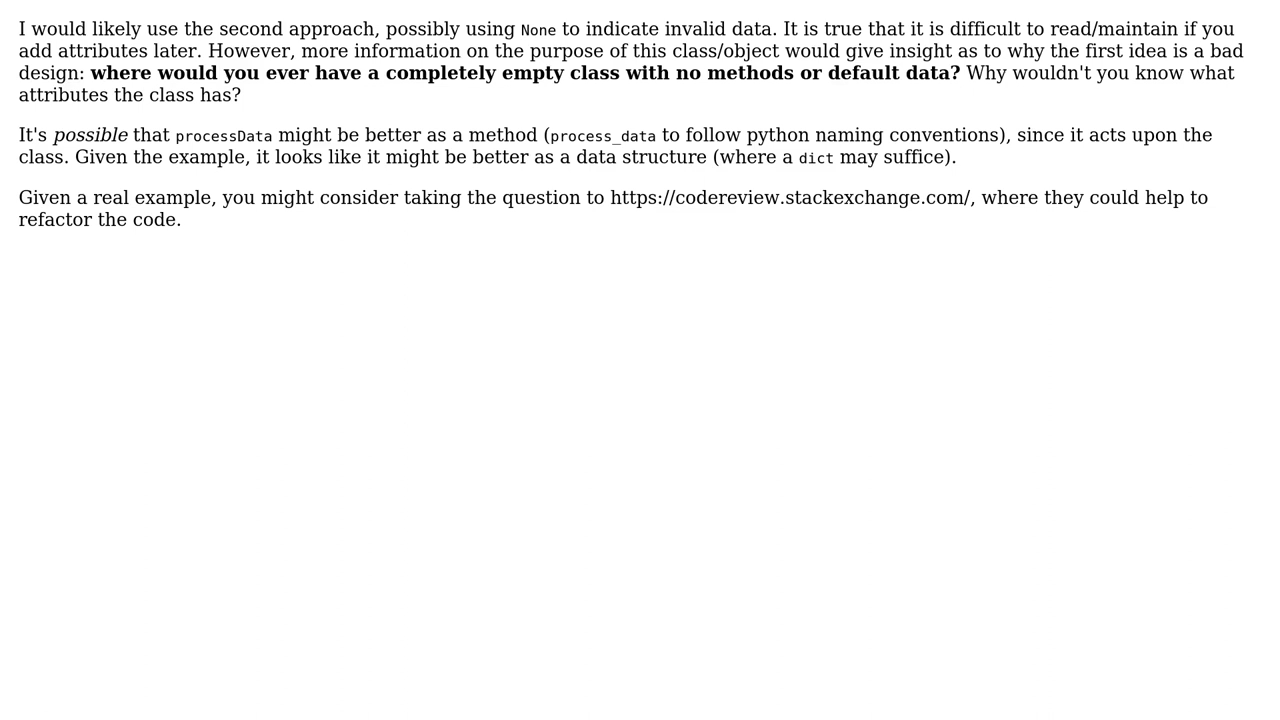 I would likely use the second approach, possibly using None to indicate invalid data. It is true that it is difficult to read/maintain if you
add attributes later. However, more information on the purpose of this class/object would give insight as to why the first idea is a bad
design: where would you ever have a completely empty class with no methods or default data? Why wouldn't you know what
attributes the class has?
It's possible that processData might be better as a method (process_data to follow python naming conventions), since it acts upon the
class. Given the example, it looks like it might be better as a data structure (where a dict may suffice).
Given a real example, you might consider taking the question to https://codereview.stackexchange.com/, where they could help to
refactor the code.